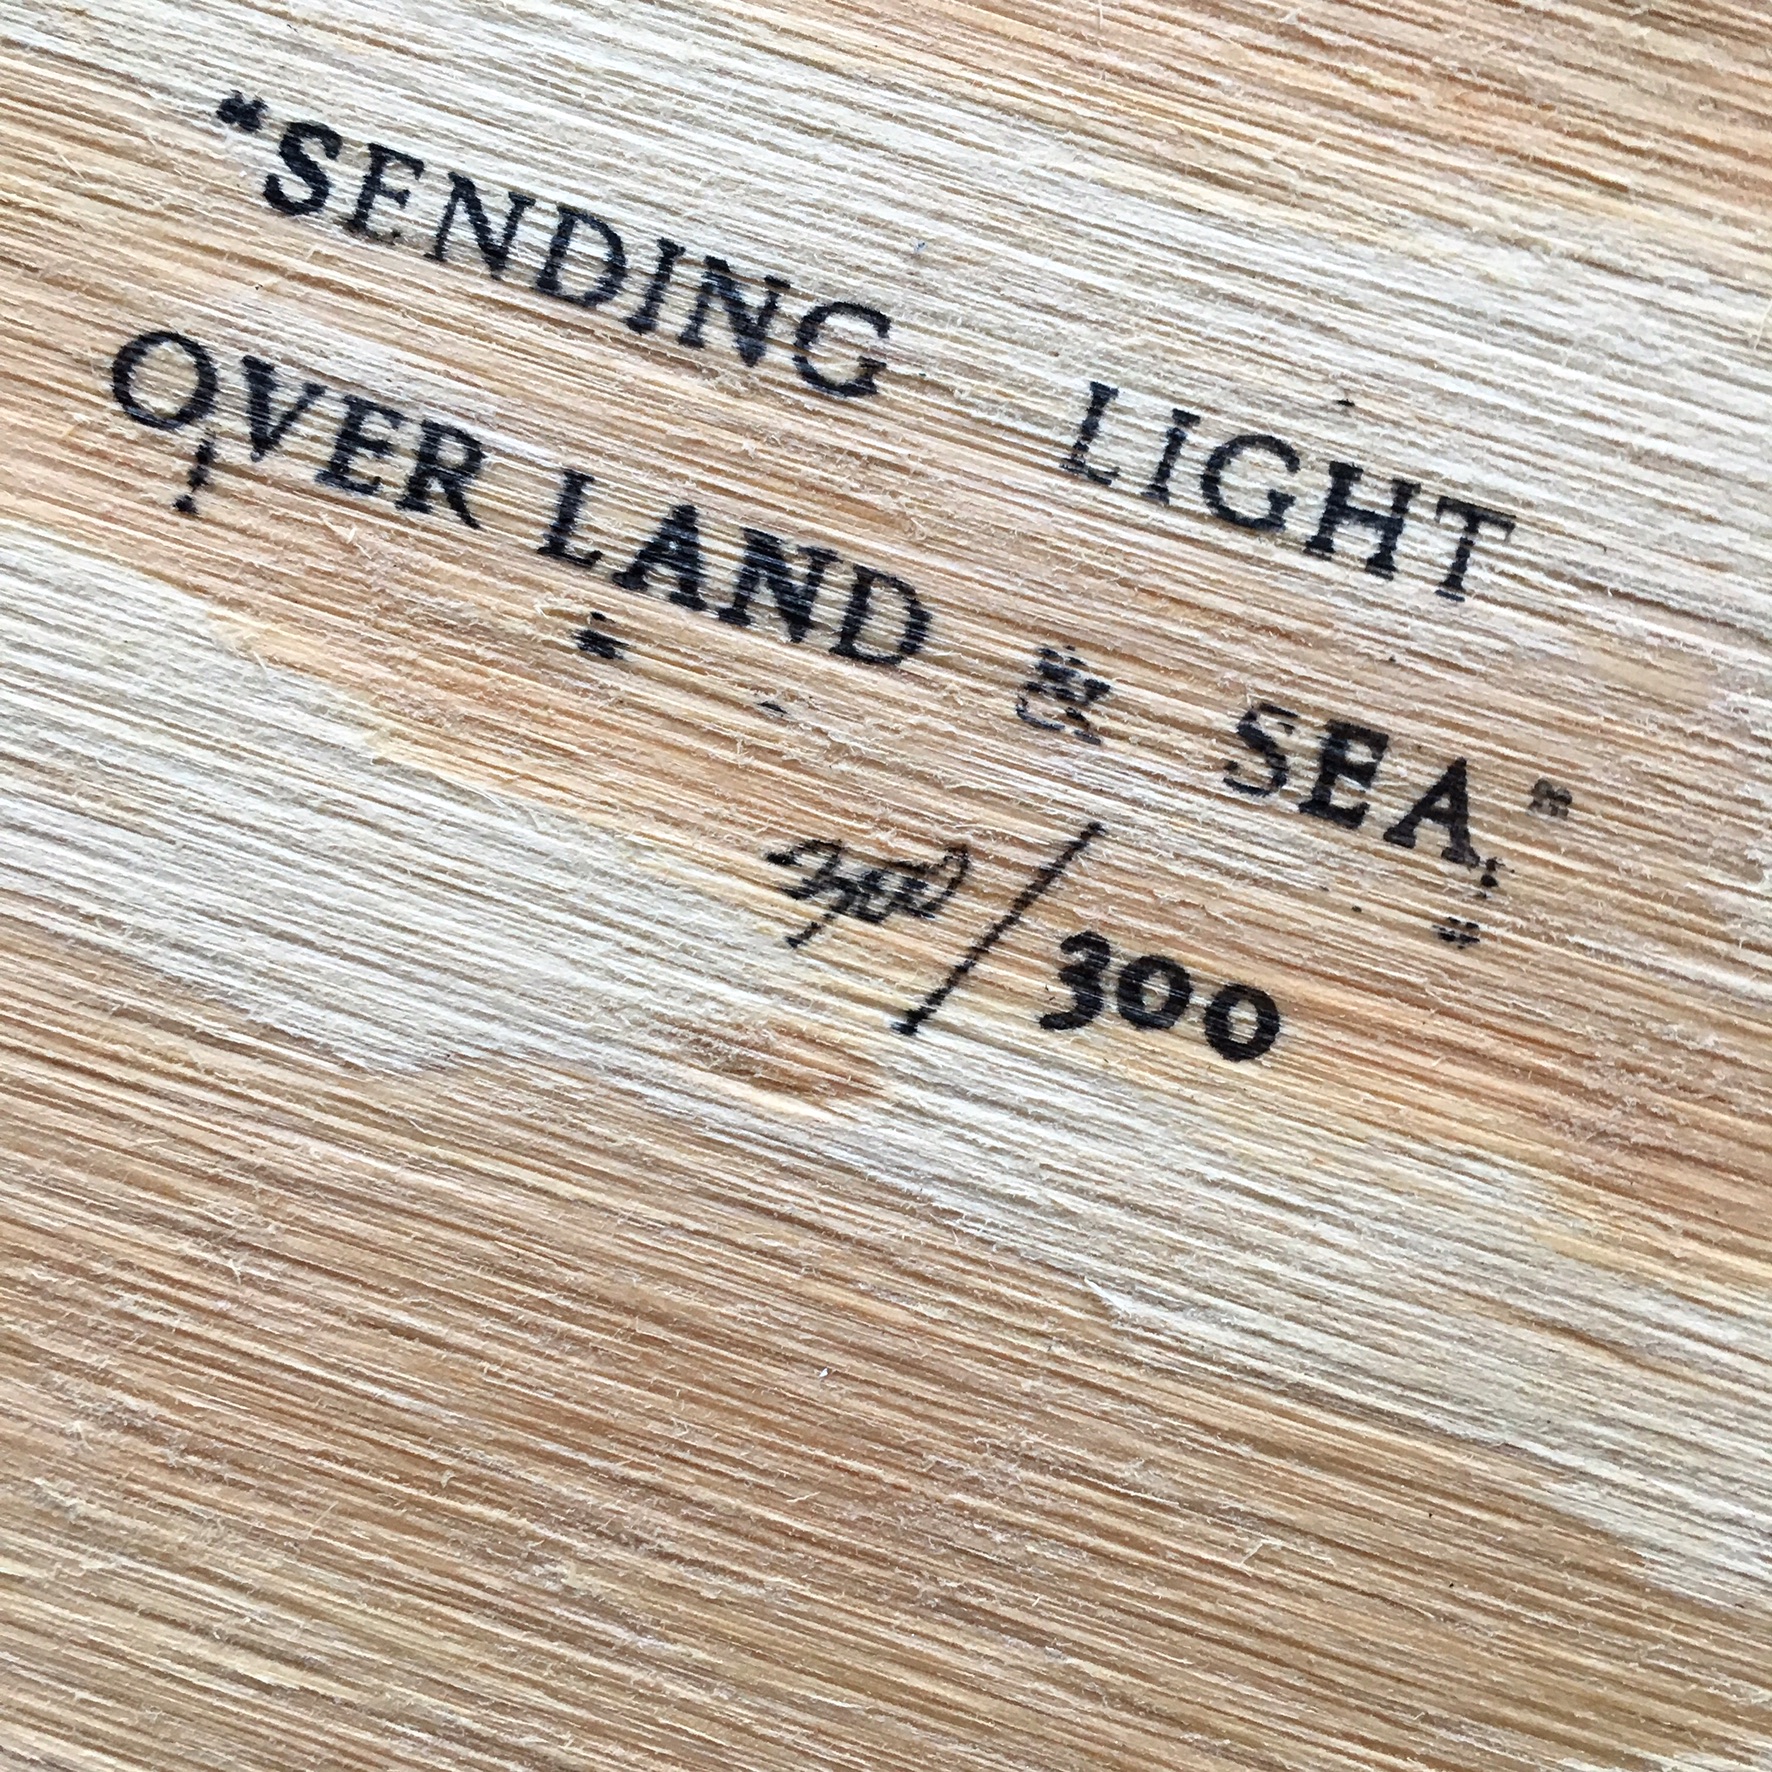 “SENDING LIGHT
OVER LAND & SEA,”
/300